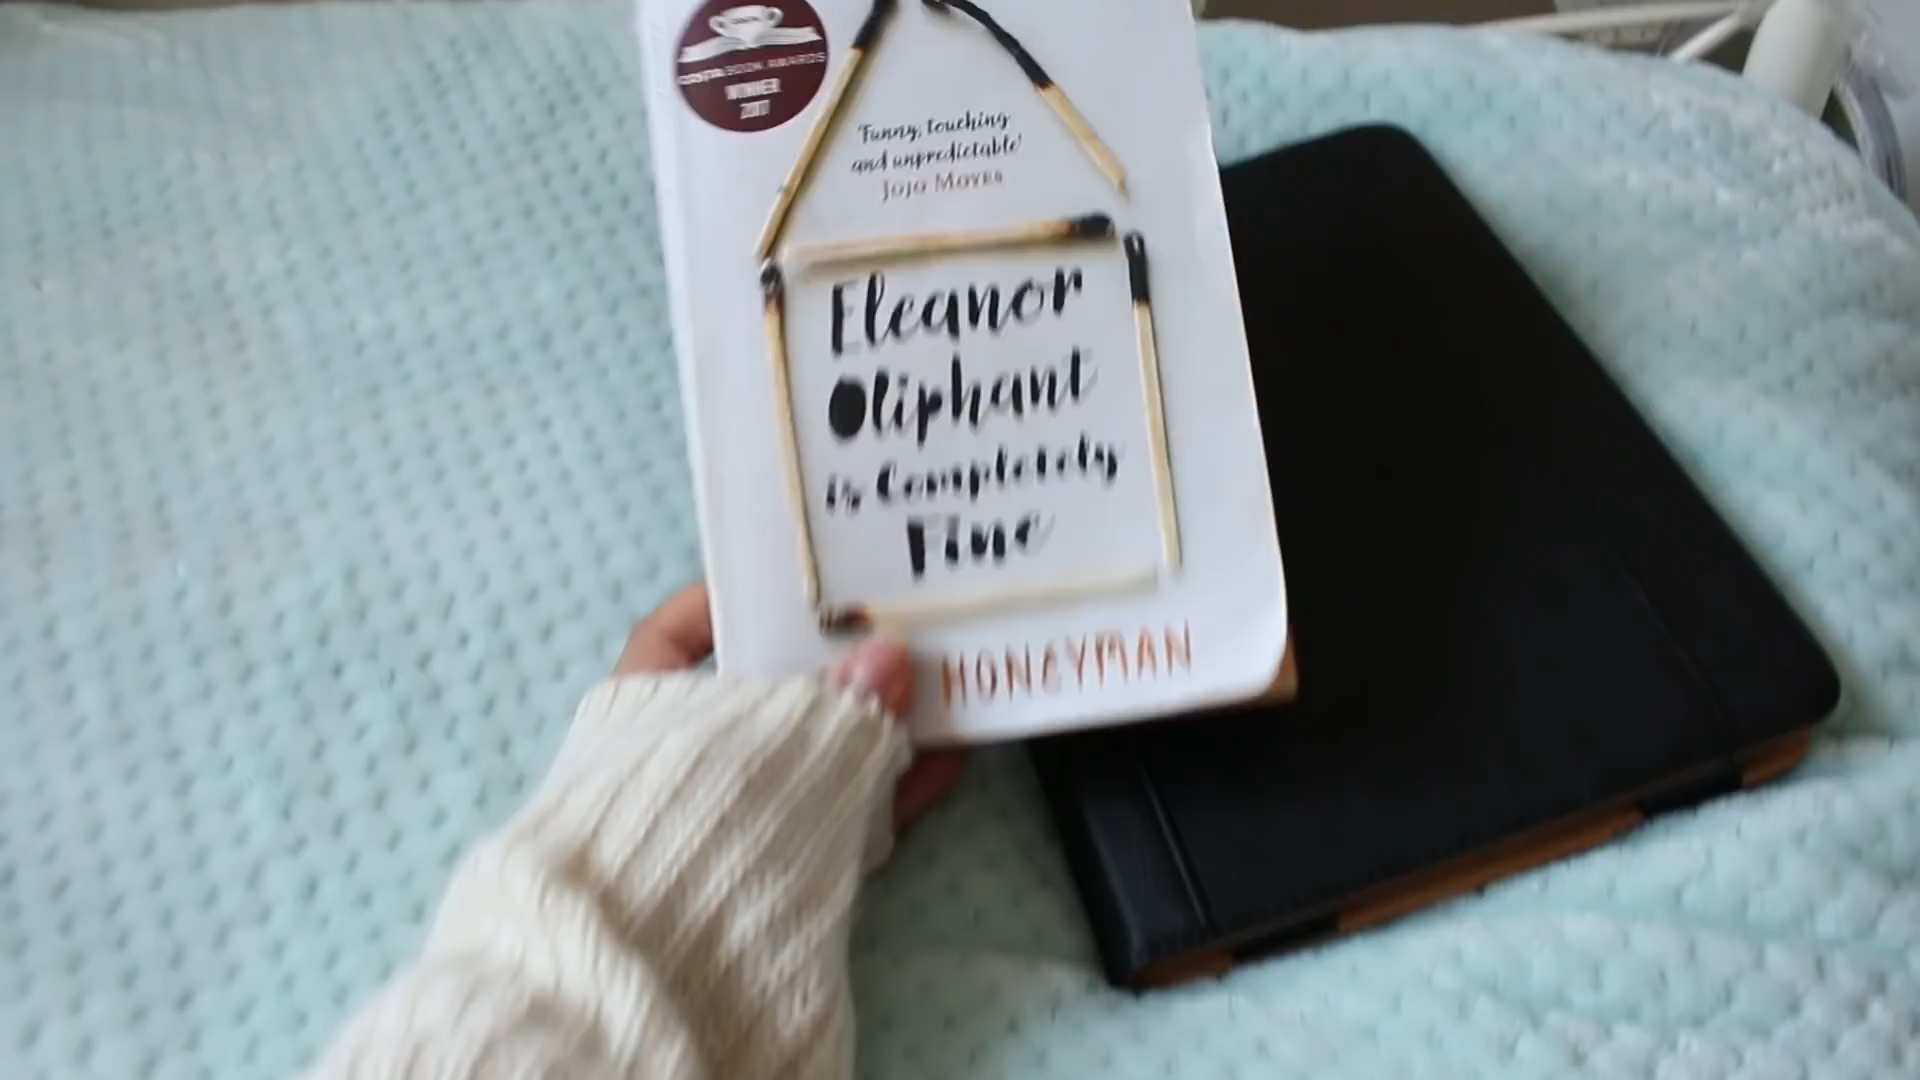 COSTA BOOK AWARDS
WINNER
2017
'Funny, touching
and unpredictable'
JOJO MOYES
Eleanor
Oliphant
is Completely
Fine
HONEYMAN